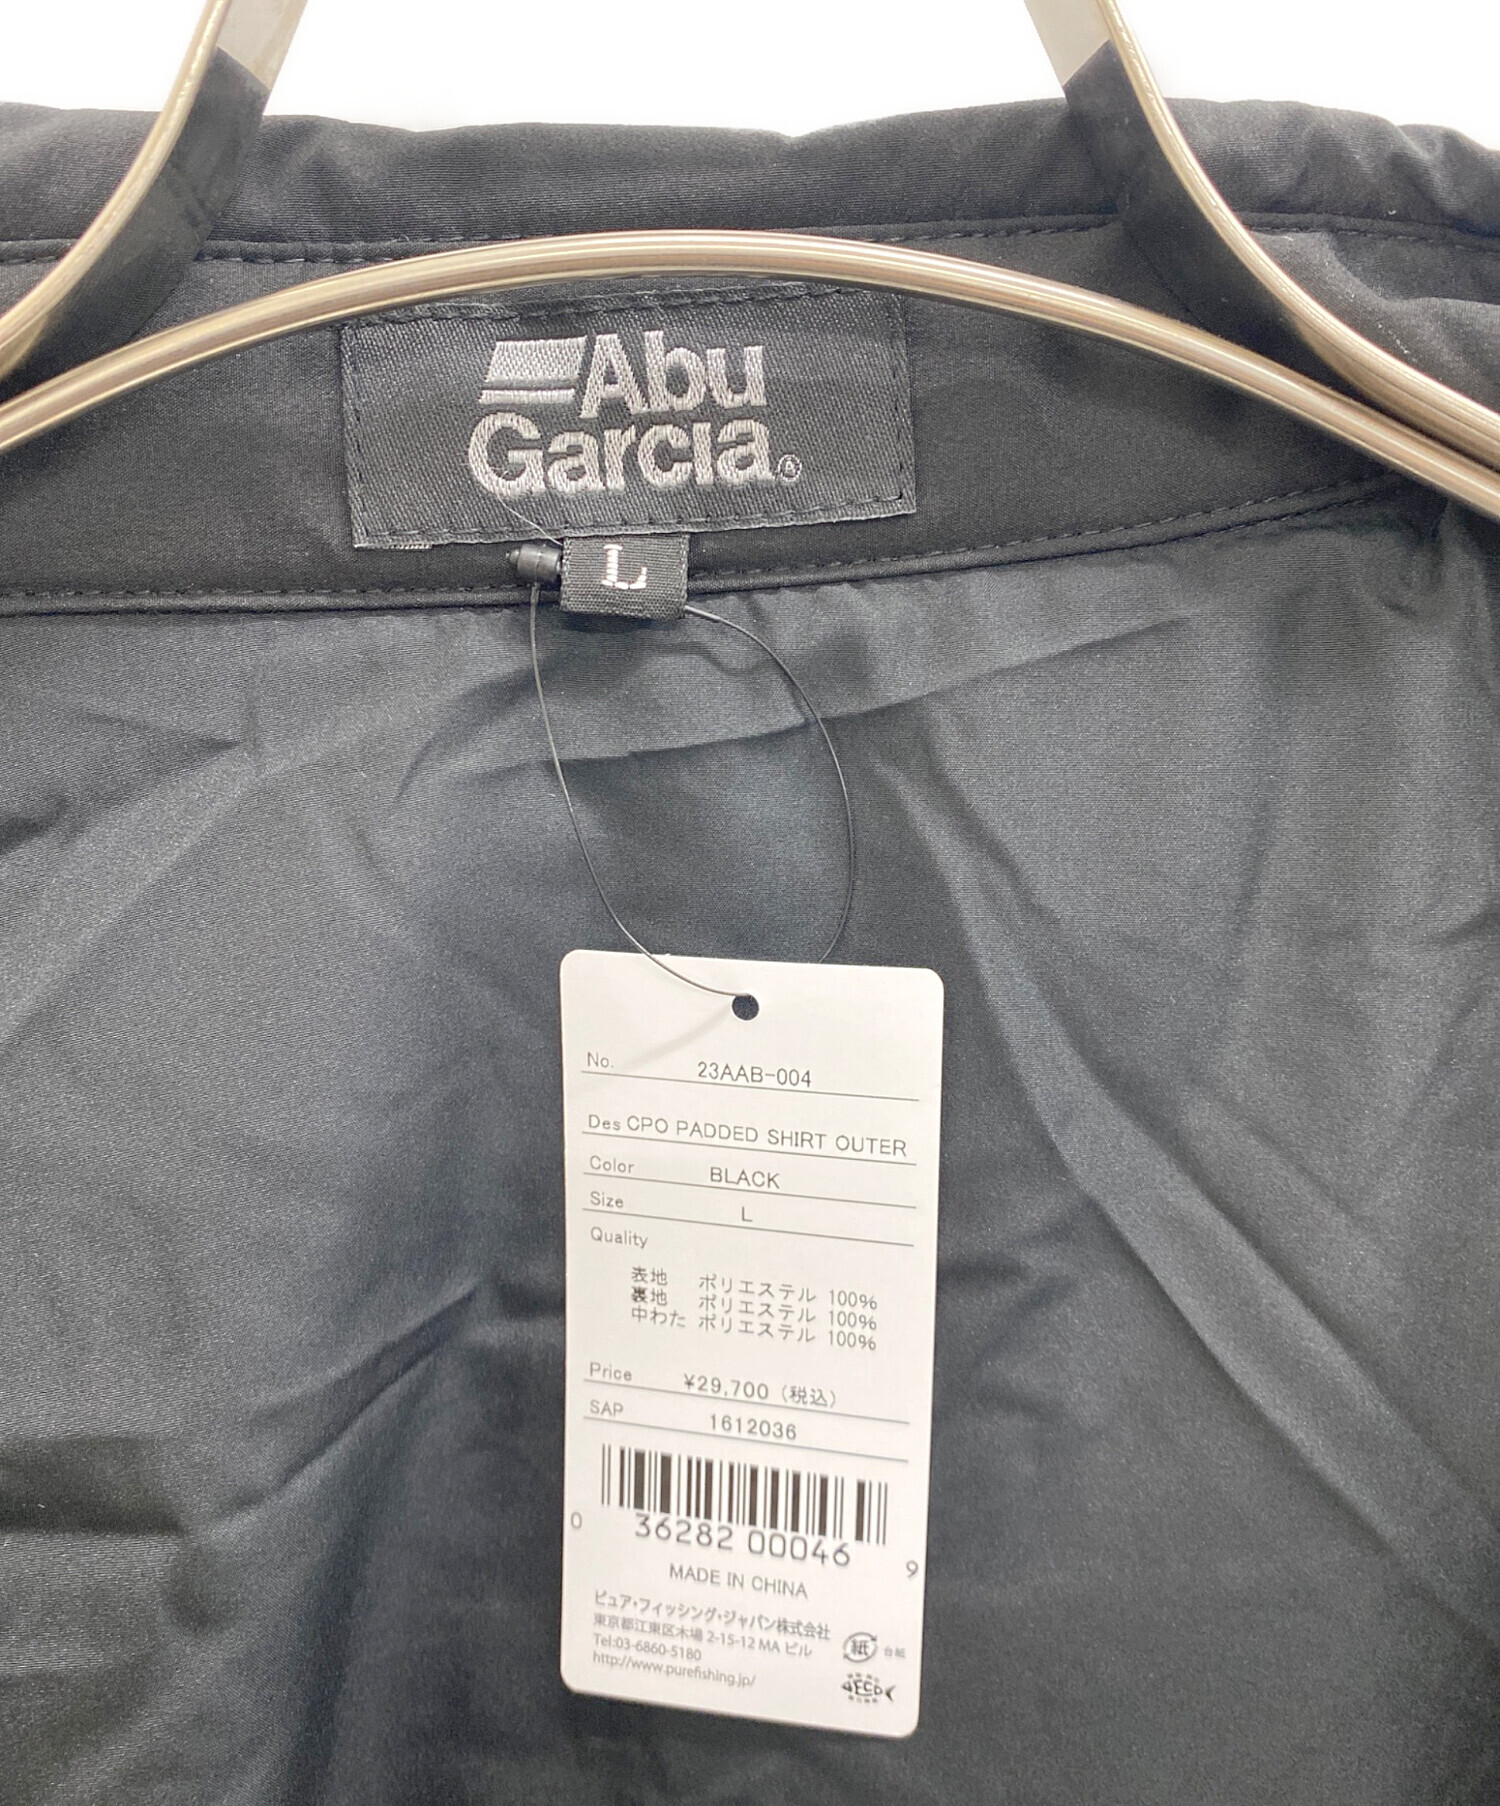 Abu
Garcia
L
No. 23AAB-004
Des CPO PADDED SHIRT OUTER
Color BLACK
Size L
Quality
表地 ポリエステル 100%
裏地 ポリエステル 100%
中わた ポリエステル 100%
Price ¥29,700（税込）
SAP 1612036
0 36282 00046 9
MADE IN CHINA
ピュア・フィッシング・ジャパン株式会社
東京都江東区木場 2-15-12 MA ビル
Tel:03-6860-5180
http://www.purefishing.jp/
紙 台紙
ECO